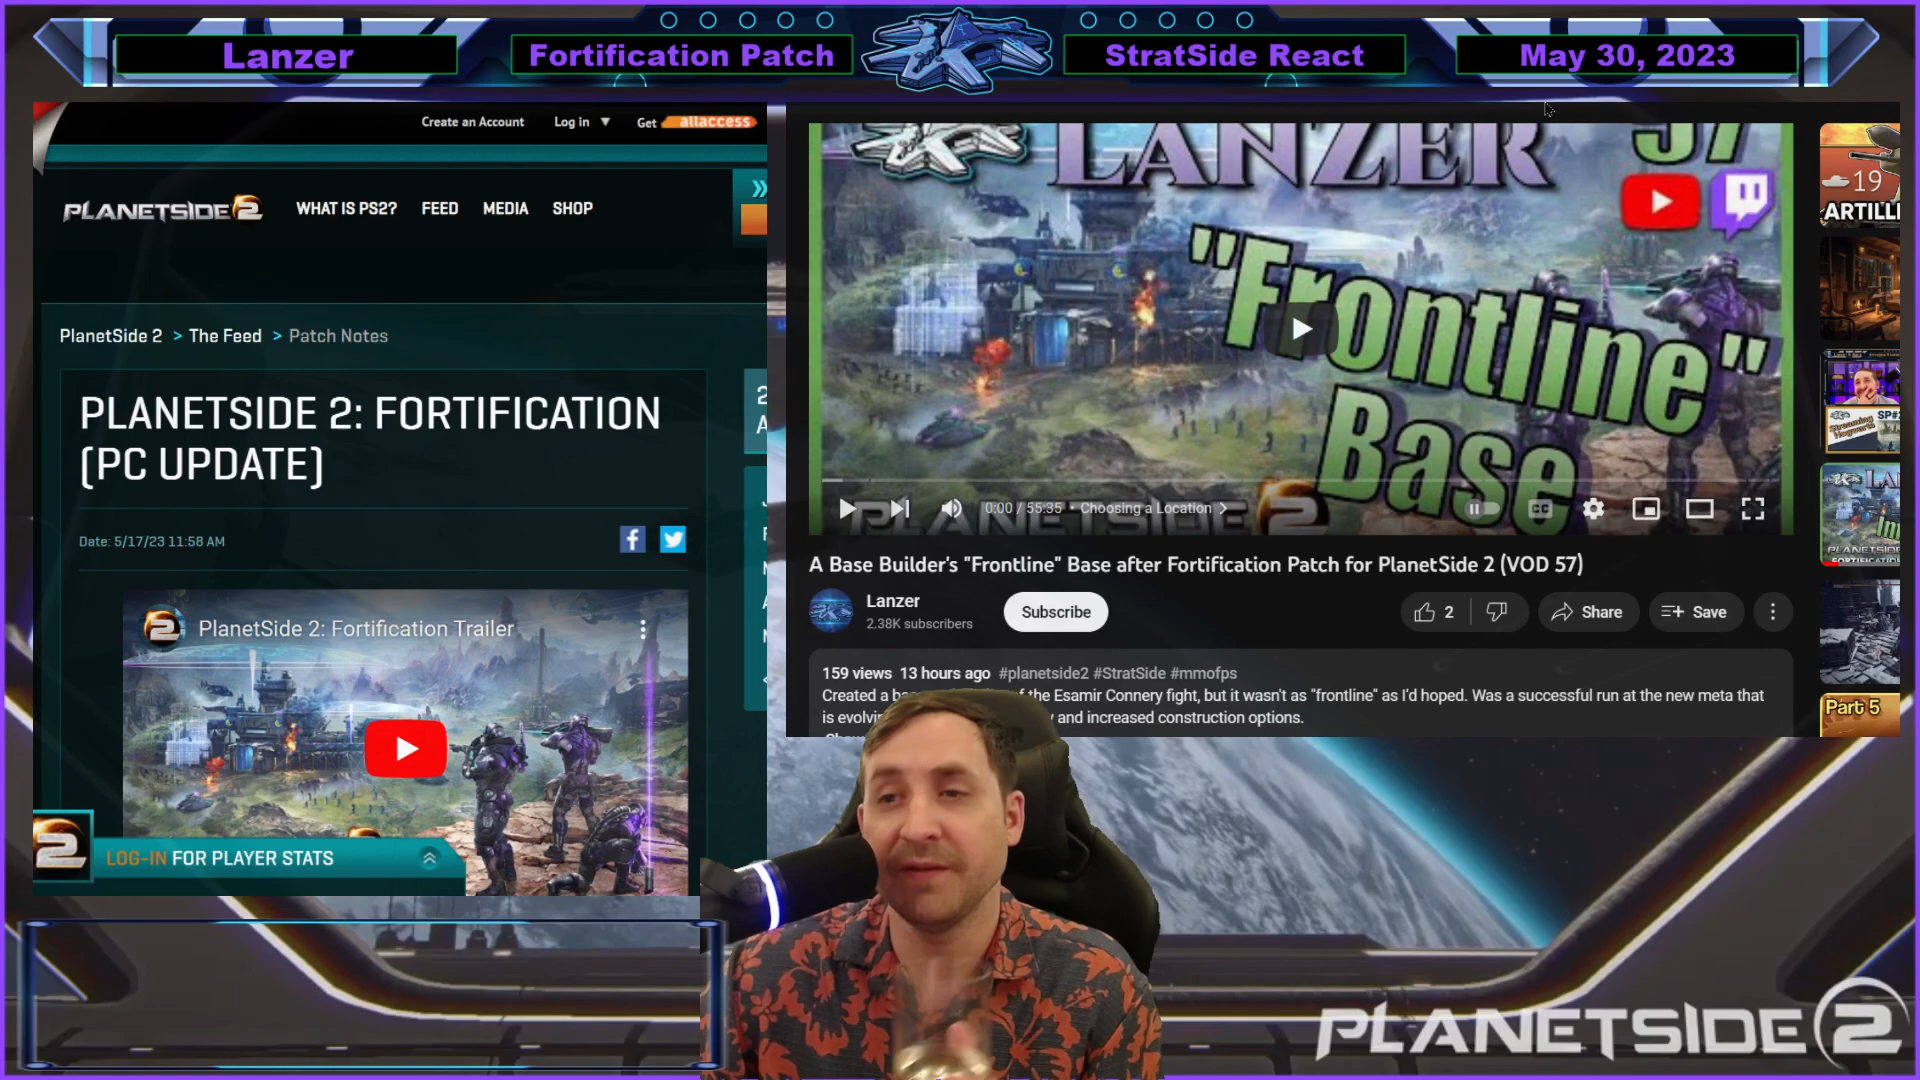 Lanzer
Fortification Patch
StratSide React
May 30, 2023
Create an Account
Log in
Get allaccess
PLANETSIDE 2
WHAT IS PS2?
FEED
MEDIA
SHOP
PlanetSide 2 > The Feed > Patch Notes
PLANETSIDE 2: FORTIFICATION
(PC UPDATE)
Date: 5/17/23 11:58 AM
PlanetSide 2: Fortification Trailer
LOG-IN FOR PLAYER STATS
LANZER
57
"Frontline"
Base
PLANETSIDE 2
0:00 / 55:35 • Choosing a Location
A Base Builder's "Frontline" Base after Fortification Patch for PlanetSide 2 (VOD 57)
Lanzer
2.38K subscribers
Subscribe
2
Share
Save
159 views 13 hours ago #planetside2 #StratSide #mmofps
Created a of the Esamir Connery fight, but it wasn't as "frontline" as I'd hoped. Was a successful run at the new meta that
is and increased construction options.
19
Part 5
PLANETSIDE 2